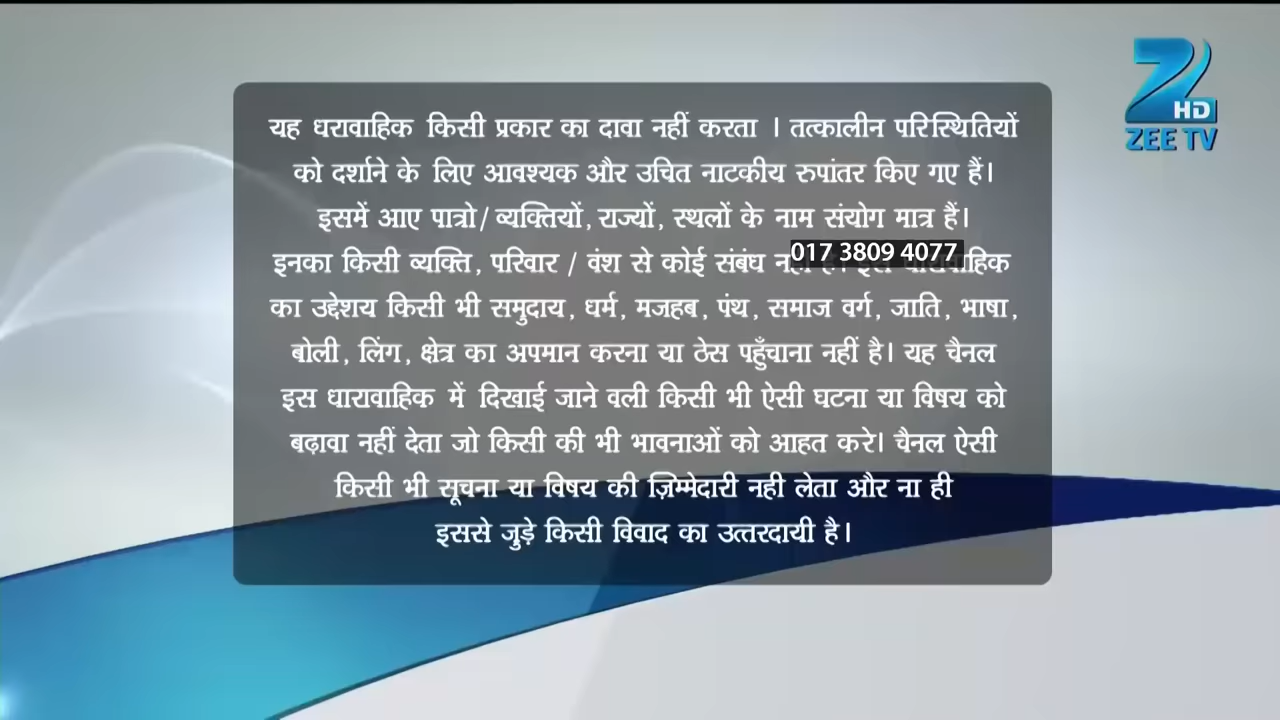 यह धरावाहिक किसी प्रकार का दावा नहीं करता । तत्कालीन परिस्थितियों
को दर्शाने के लिए आवश्यक और उचित नाटकीय रुपांतर किए गए हैं।
इसमें आए पात्रो/ व्यक्तियों, राज्यों, स्थलों के नाम संयोग मात्र हैं।
इनका किसी व्यक्ति, परिवार / वंश से कोई संबंघ
017 3809 4077
का उद्देशय किसी भी समुदाय, धर्म, मजहब, पंथ, समाज वर्ग, जाति, भाषा,
बोली, लिंग, क्षेत्र का अपमान करना या ठेस पहुँचाना नहीं है। यह चैनल
इस धारावाहिक में दिखाई जाने वली किसी भी ऐसी घटना या विषय को
बढ़ावा नहीं देता जो किसी की भी भावनाओं को आहत करे। चैनल ऐसी
किसी भी सूचना या विषय की ज़िम्मेदारी नही लेता और ना ही
इससे जुड़े किसी विवाद का उत्तरदायी है।
HD
ZEE TV